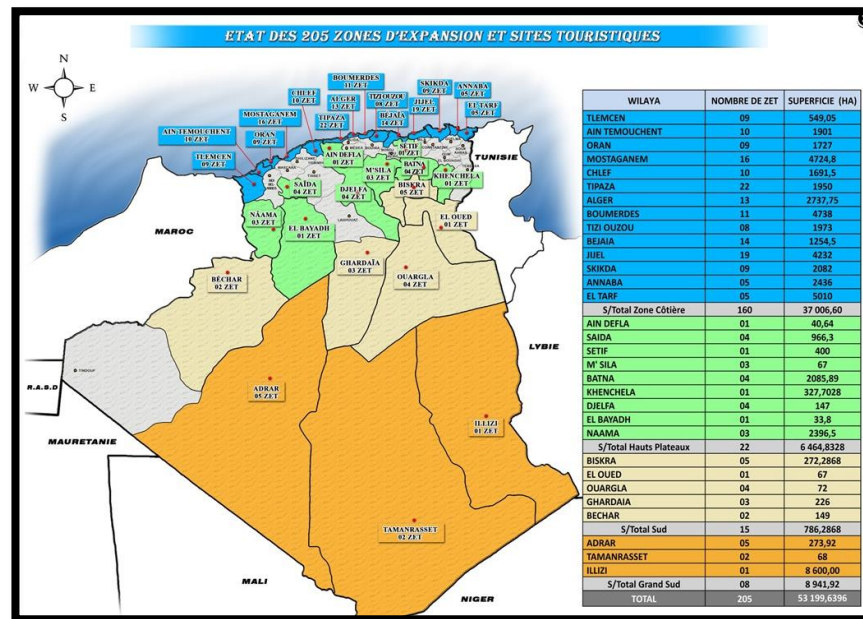 ETAT DES 205 ZONES D'EXPANSION ET SITES TOURISTIQUES
N
W
E
S
BOUMERDES
11 ZET
CHLEF
10 ZET
ALGER
13 ZET
TIZI OUZOU
08 ZET
SKIKDA
09 ZET
ANNABA
05 ZET
MOSTAGANEM
16 ZET
TIPAZA
22 ZET
BÉJAÏA
14 ZET
JIJEL
19 ZET
EL TARF
05 ZET
AIN TEMOUCHENT
10 ZET
ORAN
09 ZET
TLEMCEN
09 ZET
AIN DEFLA
01 ZET
SETIF
01 ZET
TUNISIE
M'SILA
03 ZET
BATNA
04 ZET
KHENCHELA
01 ZET
SAÏDA
04 ZET
DJELFA
04 ZET
BISKRA
05 ZET
NÂAMA
03 ZET
EL BAYADH
01 ZET
LAGHOUAT
EL OUED
01 ZET
MAROC
GHARDAÏA
03 ZET
OUARGLA
04 ZET
BÉCHAR
02 ZET
LYBIE
TINDOUF
R.A.S.D
ADRAR
05 ZET
ILLIZI
01 ZET
MAURETANIE
TAMANRASSET
02 ZET
MALI
NIGER
WILAYA NOMBRE DE ZET SUPERFICIE (HA)
TLEMCEN 09 549,05
AIN TEMOUCHENT 10 1901
ORAN 09 1727
MOSTAGANEM 16 4724,8
CHLEF 10 1691,5
TIPAZA 22 1950
ALGER 13 2737,75
BOUMERDES 11 4738
TIZI OUZOU 08 1973
BEJAIA 14 1254,5
JIJEL 19 4232
SKIKDA 09 2082
ANNABA 05 2436
EL TARF 05 5010
S/Total Zone Côtière 160 37 006,60
AIN DEFLA 01 40,64
SAIDA 04 966,3
SETIF 01 400
M' SILA 03 67
BATNA 04 2085,89
KHENCHELA 01 327,7028
DJELFA 04 147
EL BAYADH 01 33,8
NAAMA 03 2396,5
S/Total Hauts Plateaux 22 6 464,8328
BISKRA 05 272,2868
EL OUED 01 67
OUARGLA 04 72
GHARDAIA 03 226
BECHAR 02 149
S/Total Sud 15 786,2868
ADRAR 05 273,92
TAMANRASSET 02 68
ILLIZI 01 8 600,00
S/Total Grand Sud 08 8 941,92
TOTAL 205 53 199,6396